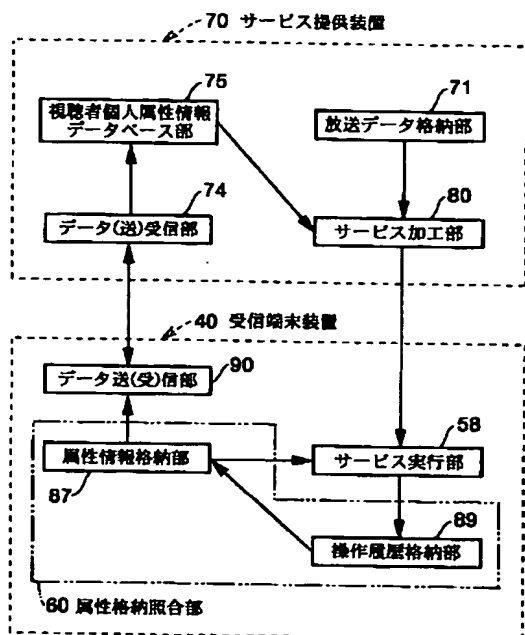 70 サービス提供装置
75
視聴者個人属性情報
データベース部
71
放送データ格納部
74
データ(送)受信部
80
サービス加工部
40 受信端末装置
90
データ送(受)信部
58
属性情報格納部
サービス実行部
87
89
操作履歴格納部
60 属性格納照合部